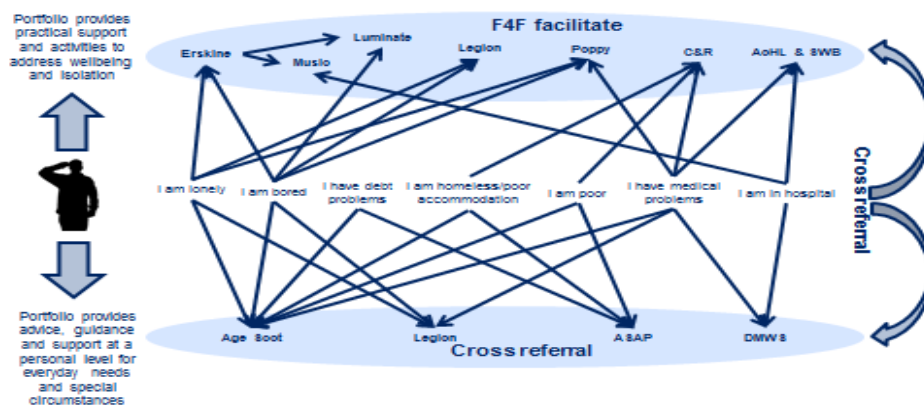 Portfolio provides
practical support
and activities to
address wellbeing
and isolation
F4F facilitate
Erskine
Luminate
Music
Legion
Poppy
C&R
AoHL & SWB
I am lonely
I am bored
I have debt
problems
I am homeless/poor
accommodation
I am poor
I have medical
problems
I am in hospital
Cross referral
Portfolio provides
advice, guidance
and support at a
personal level for
everyday needs
and special
circumstances
Age Scot
Legion
ASAP
DMWS
Cross referral